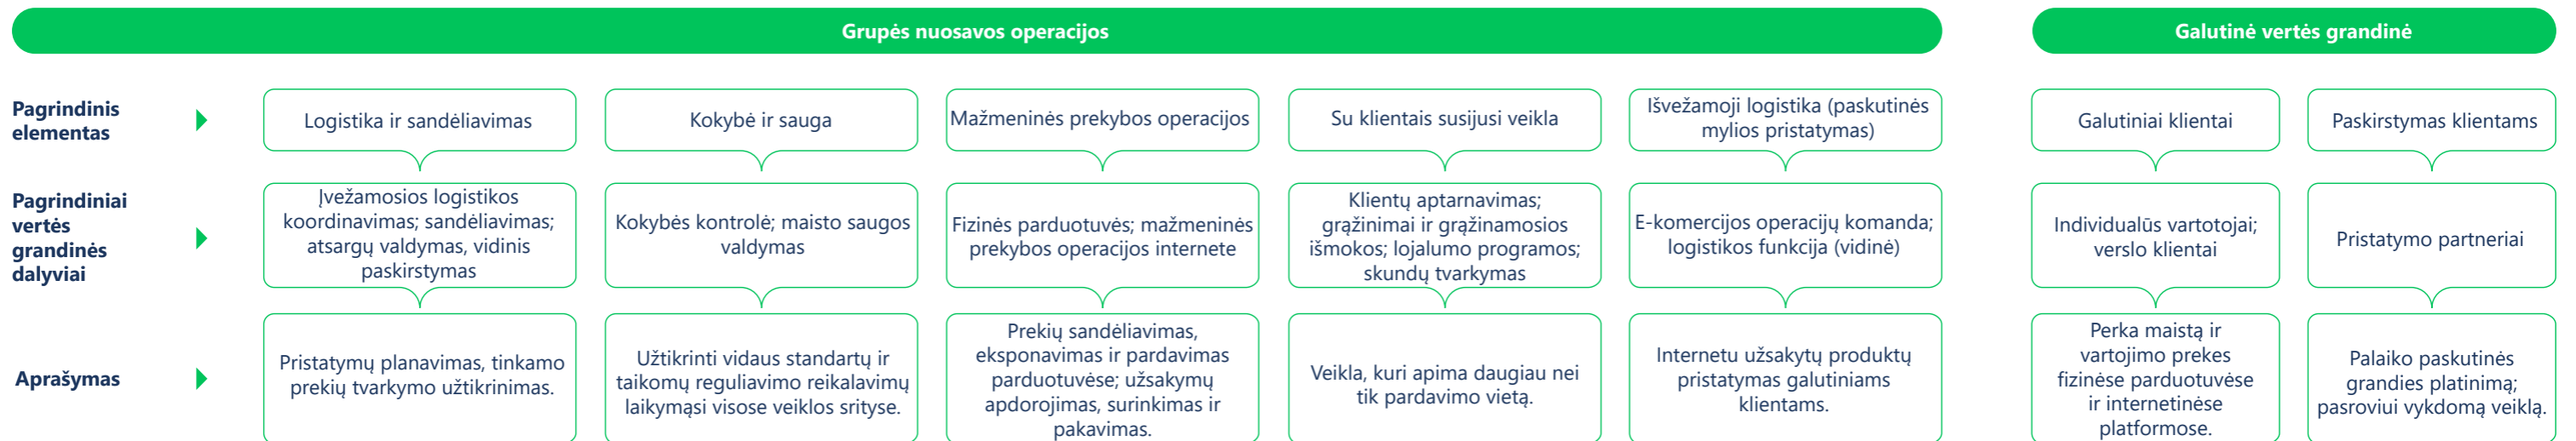 Grupės nuosavos operacijos
Galutinė vertės grandinė
Pagrindinis
elementas
Logistika ir sandėliavimas
Kokybė ir sauga
Mažmeninės prekybos operacijos
Su klientais susijusi veikla
Išvežamoji logistika (paskutinės
mylios pristatymas)
Galutiniai klientai
Paskirstymas klientams
Pagrindiniai
vertės
grandinės
dalyviai
Įvežamosios logistikos
koordinavimas; sandėliavimas;
atsargų valdymas, vidinis
paskirstymas
Kokybės kontrolė; maisto saugos
valdymas
Fizinės parduotuvės; mažmeninės
prekybos operacijos internete
Klientų aptarnavimas;
grąžinimai ir grąžinamosios
išmokos; lojalumo programos;
skundų tvarkymas
E-komercijos operacijų komanda;
logistikos funkcija (vidinė)
Individualūs vartotojai;
verslo klientai
Pristatymo partneriai
Aprašymas
Pristatymų planavimas, tinkamo
prekių tvarkymo užtikrinimas.
Užtikrinti vidaus standartų ir
taikomų reguliavimo reikalavimų
laikymąsi visose veiklos srityse.
Prekių sandėliavimas,
eksponavimas ir pardavimas
parduotuvėse; užsakymų
apdorojimas, surinkimas ir
pakavimas.
Veikla, kuri apima daugiau nei
tik pardavimo vietą.
Internetu užsakytų produktų
pristatymas galutiniams
klientams.
Perka maistą ir
vartojimo prekes
fizinėse parduotuvėse
ir internetinėse
platformose.
Palaiko paskutinės
grandies platinimą;
pasroviui vykdomą veiklą.